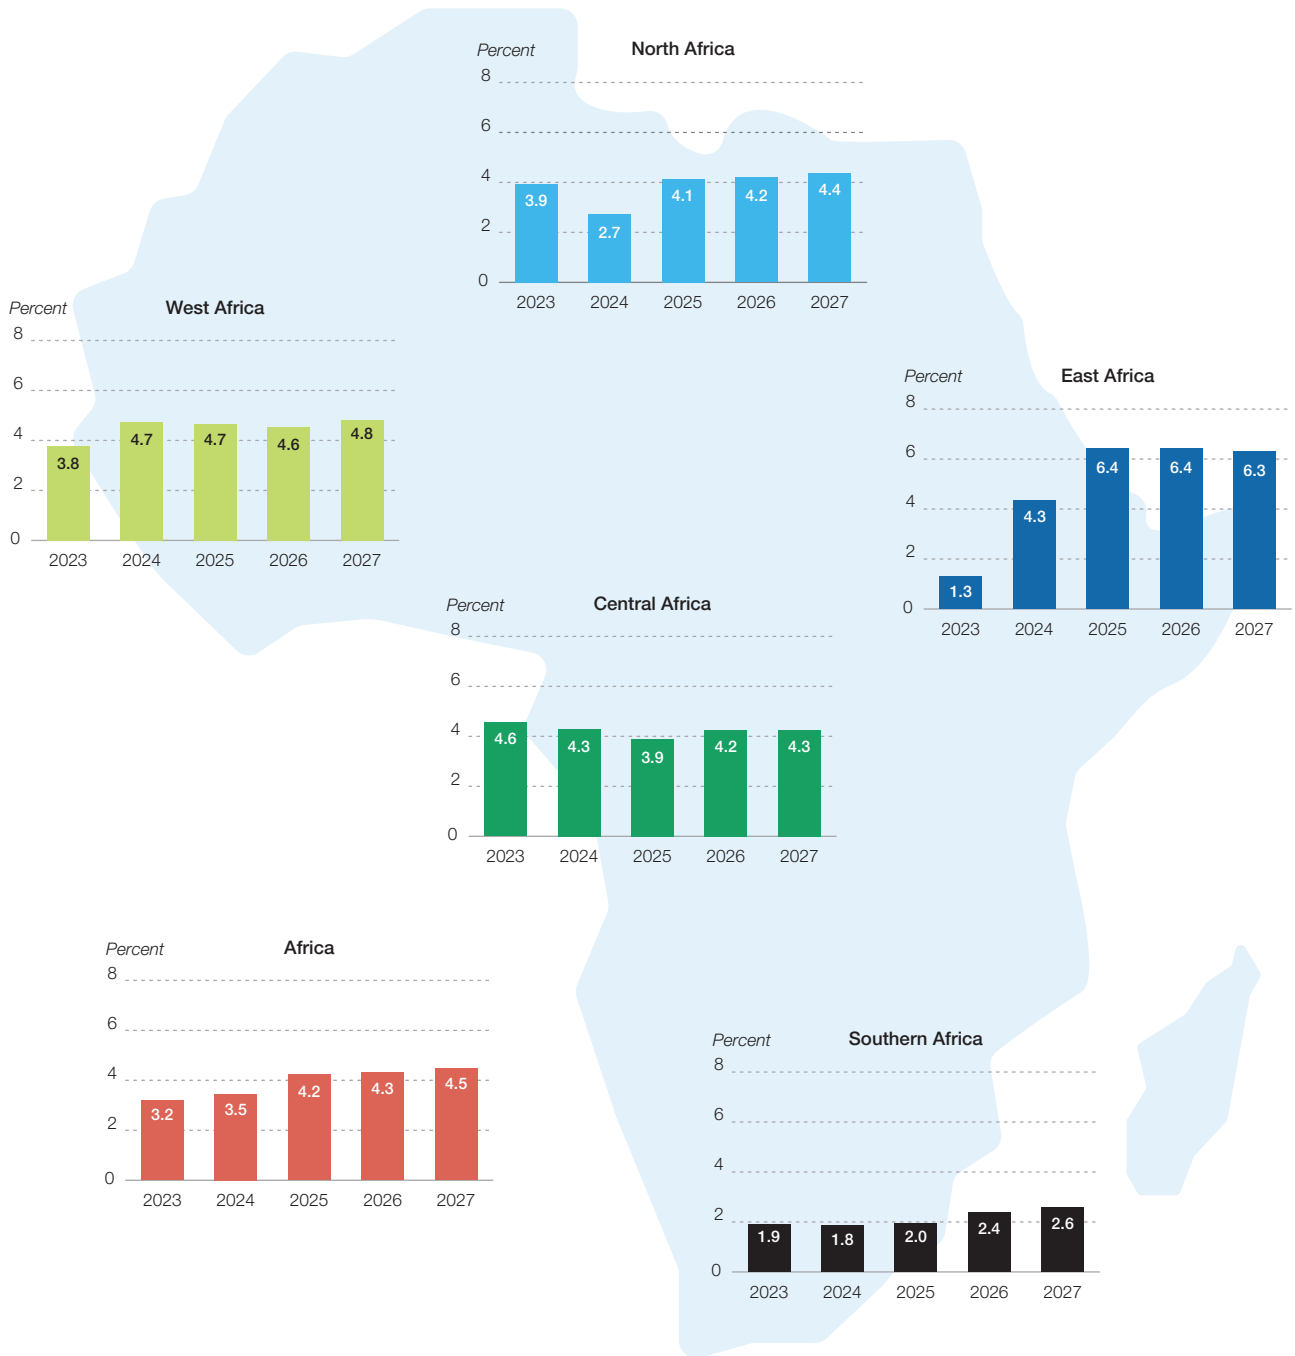 Percent North Africa
8
6
4
2
0
3.9 2.7 4.1 4.2 4.4
2023 2024 2025 2026 2027
Percent West Africa
8
6
4
2
0
3.8 4.7 4.7 4.6 4.8
2023 2024 2025 2026 2027
Percent East Africa
8
6
4
2
0
1.3 4.3 6.4 6.4 6.3
2023 2024 2025 2026 2027
Percent Central Africa
8
6
4
2
0
4.6 4.3 3.9 4.2 4.3
2023 2024 2025 2026 2027
Percent Africa
8
6
4
2
0
3.2 3.5 4.2 4.3 4.5
2023 2024 2025 2026 2027
Percent Southern Africa
8
6
4
2
0
1.9 1.8 2.0 2.4 2.6
2023 2024 2025 2026 2027